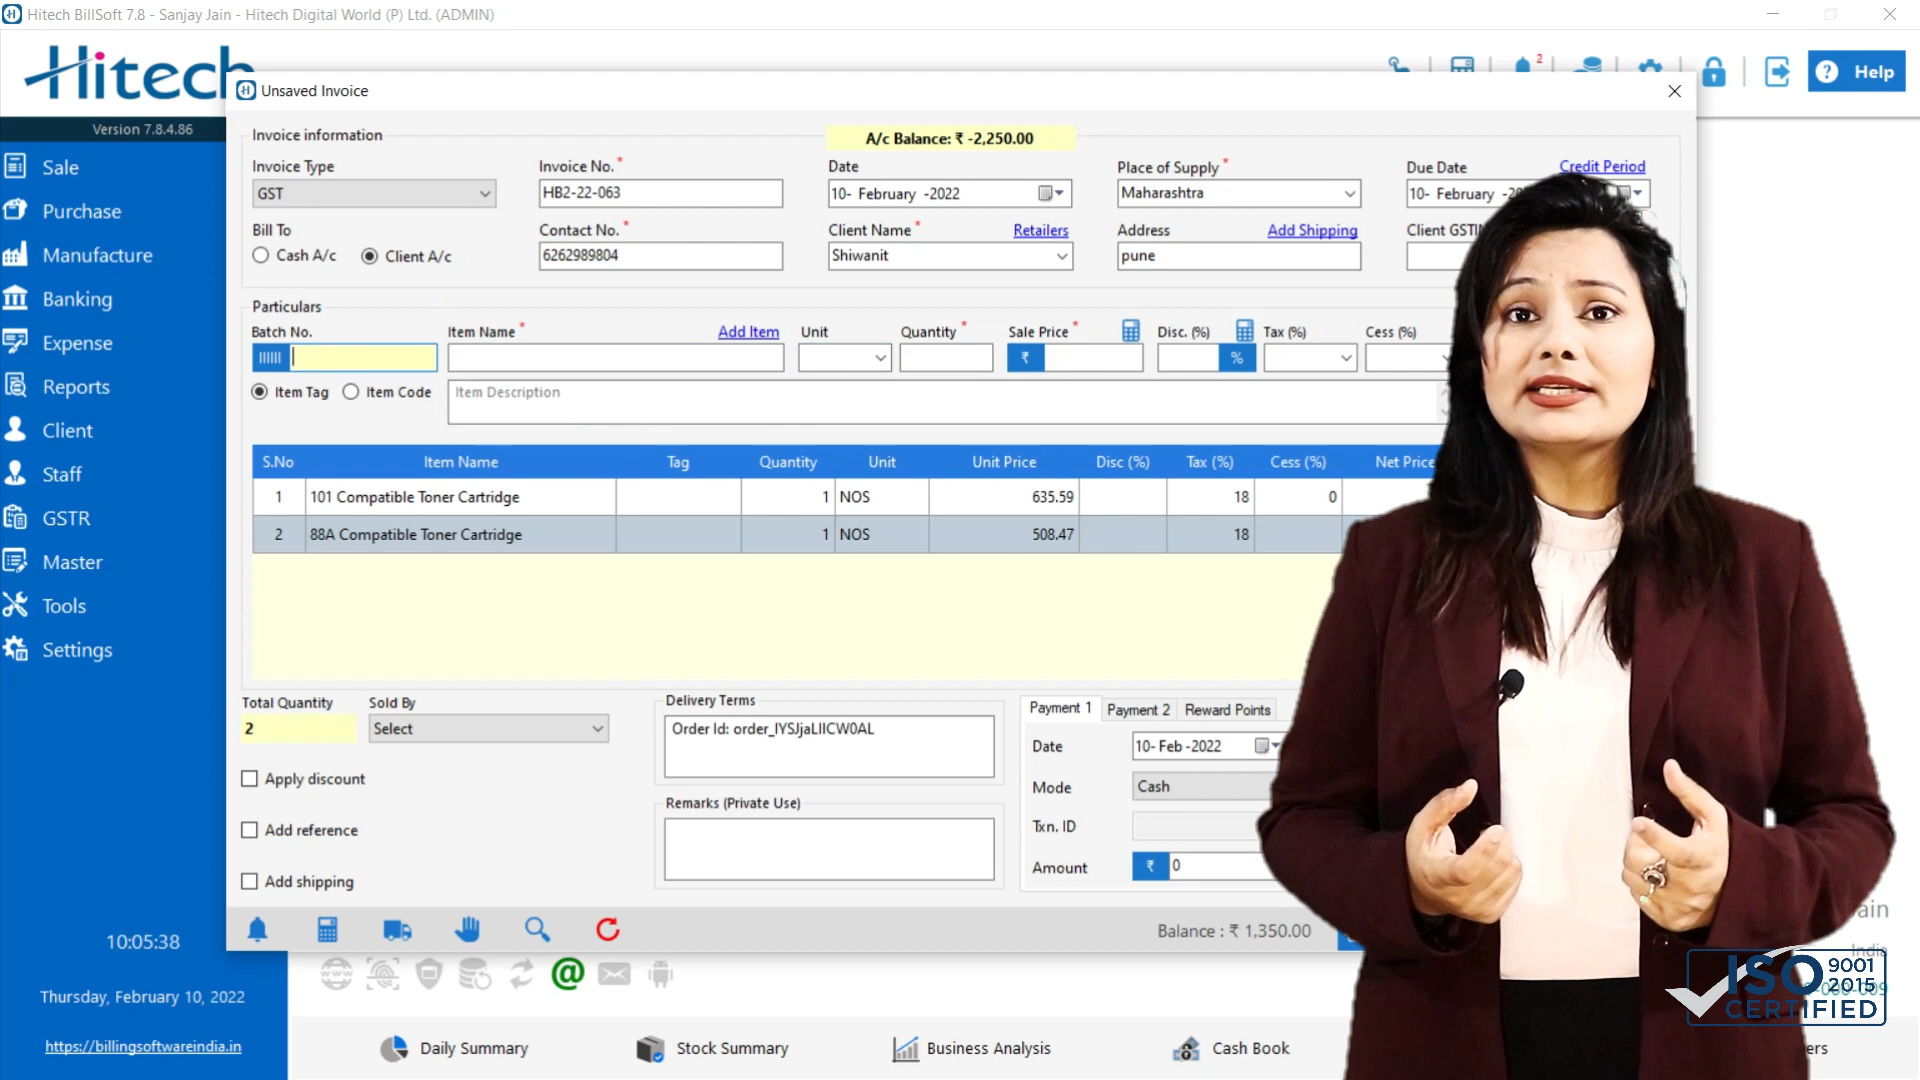 Hitech BillSoft 7.8 - Sanjay Jain - Hitech Digital World (P) Ltd. (ADMIN)
Hitech
2
? Help
Version 7.8.4.86
Sale
Purchase
Manufacture
Banking
Expense
Reports
Client
Staff
GSTR
Master
Tools
Settings
10:05:38
Thursday, February 10, 2022
https://billingsoftwareindia.in
Unsaved Invoice
Invoice information
A/c Balance: ₹ -2,250.00
Invoice Type
Invoice No. *
Date
Place of Supply *
Due Date
Credit Period
GST
HB2-22-063
10- February -2022
Maharashtra
10- February
Bill To
Contact No. *
Client Name *
Retailers
Address
Add Shipping
Client
Cash A/c
Client A/c
6262989804
Shiwanit
pune
Particulars
Batch No.
Item Name *
Add Item
Unit
Quantity *
Sale Price *
Disc. (%)
Tax (%)
Cess (%)
₹
%
Item Tag
Item Code
Item Description
S.No Item Name Tag Quantity Unit Unit Price Disc (%) Tax (%) Cess (%) Net Price
1 101 Compatible Toner Cartridge 1 NOS 635.59 18 0
2 88A Compatible Toner Cartridge 1 NOS 508.47 18
Total Quantity
2
Sold By
Select
Apply discount
Add reference
Add shipping
Delivery Terms
Remarks (Private Use)
Payment 1
Payment 2
Reward Points
Date
10- Feb -2022
Mode
Cash
Txn. ID
Amount
₹ 0
Balance : ₹ 1,350.00
India
ISO 9001 2015
CERTIFIED
Daily Summary
Stock Summary
Business Analysis
Cash Book